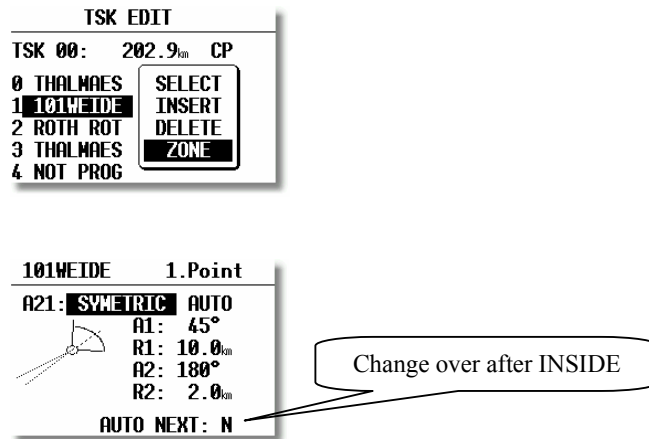 TSK EDIT
TSK 00: 202.9km CP
0 THALMAES
1 101WEIDE
2 ROTH ROT
3 THALMAES
4 NOT PROG
SELECT
INSERT
DELETE
ZONE
101WEIDE 1.Point
A21: SYMETRIC AUTO
A1: 45°
R1: 10.0km
A2: 180°
R2: 2.0km
AUTO NEXT: N
Change over after INSIDE